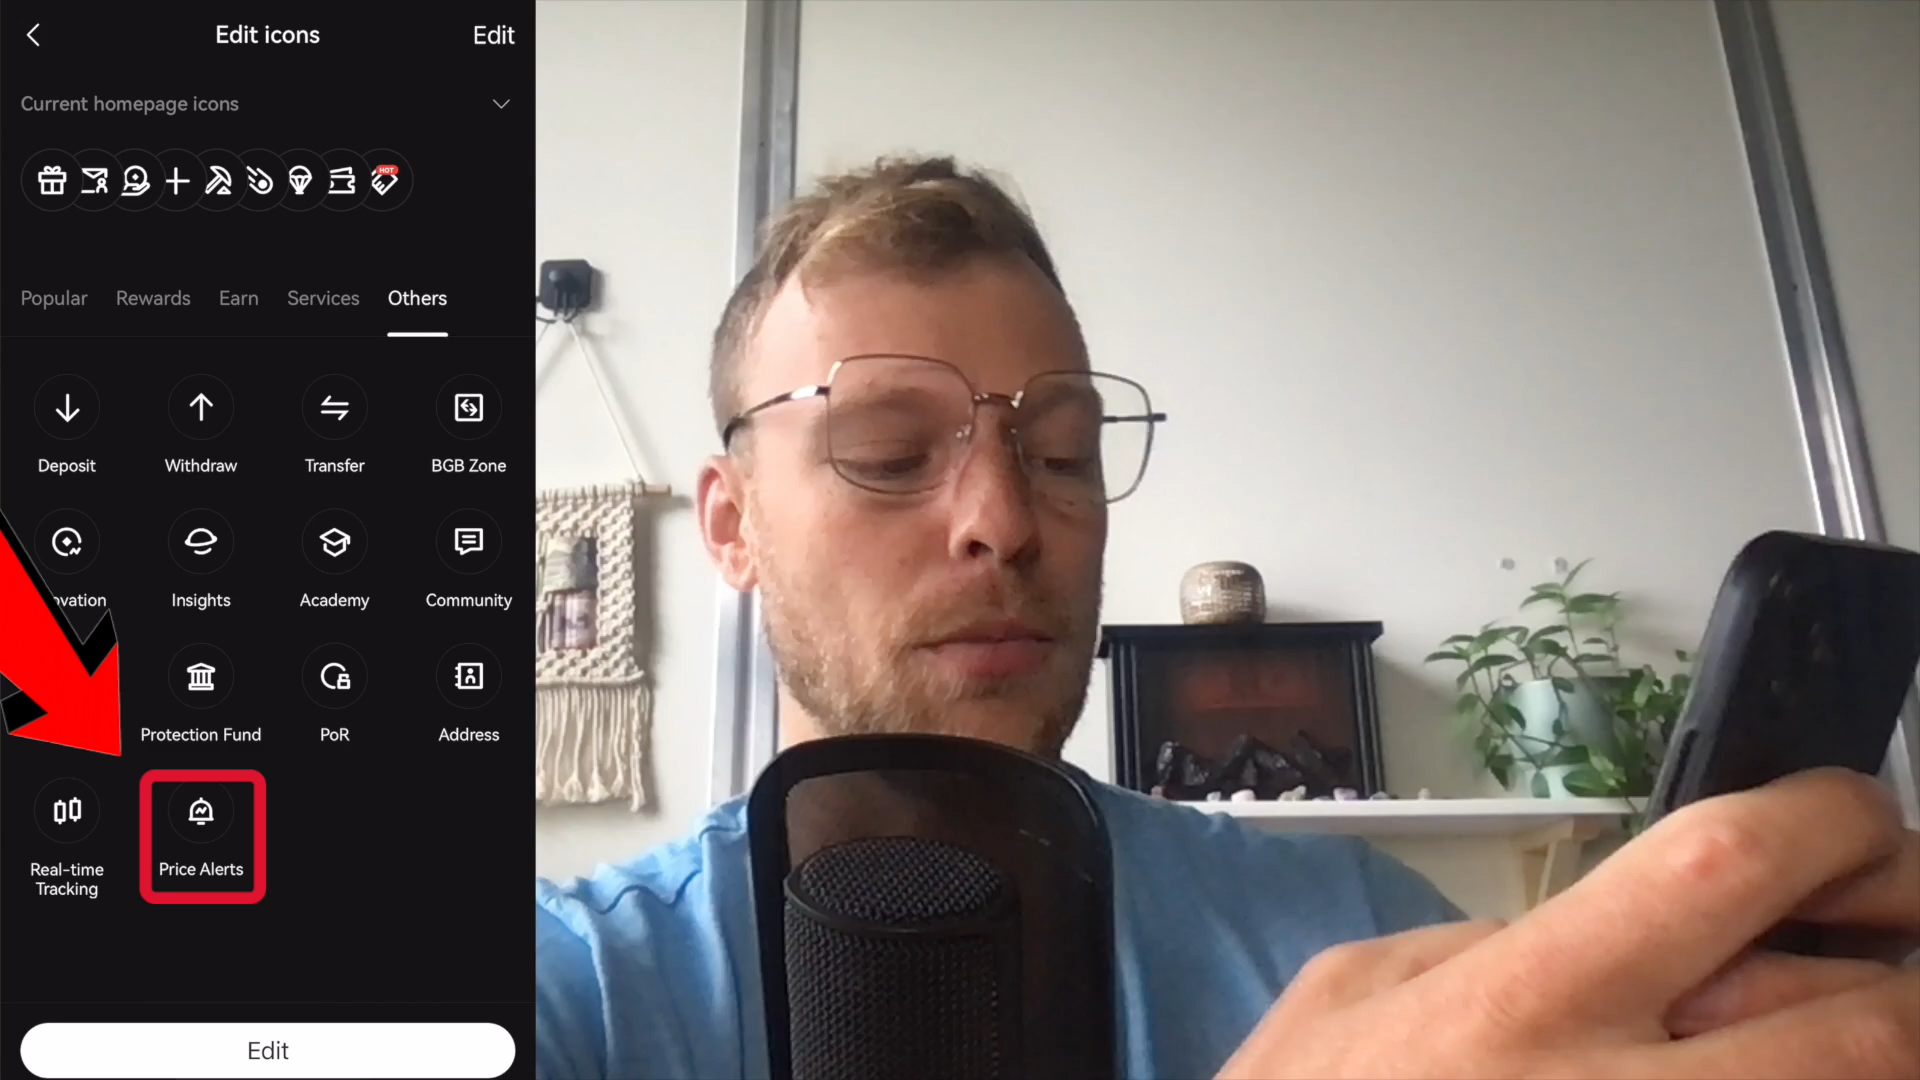 Edit icons
Edit
Current homepage icons
HOT
Popular Rewards Earn Services Others
Deposit Withdraw Transfer BGB Zone
Insights Academy Community
Protection Fund PoR Address
Real-time
Tracking
Price Alerts
Edit